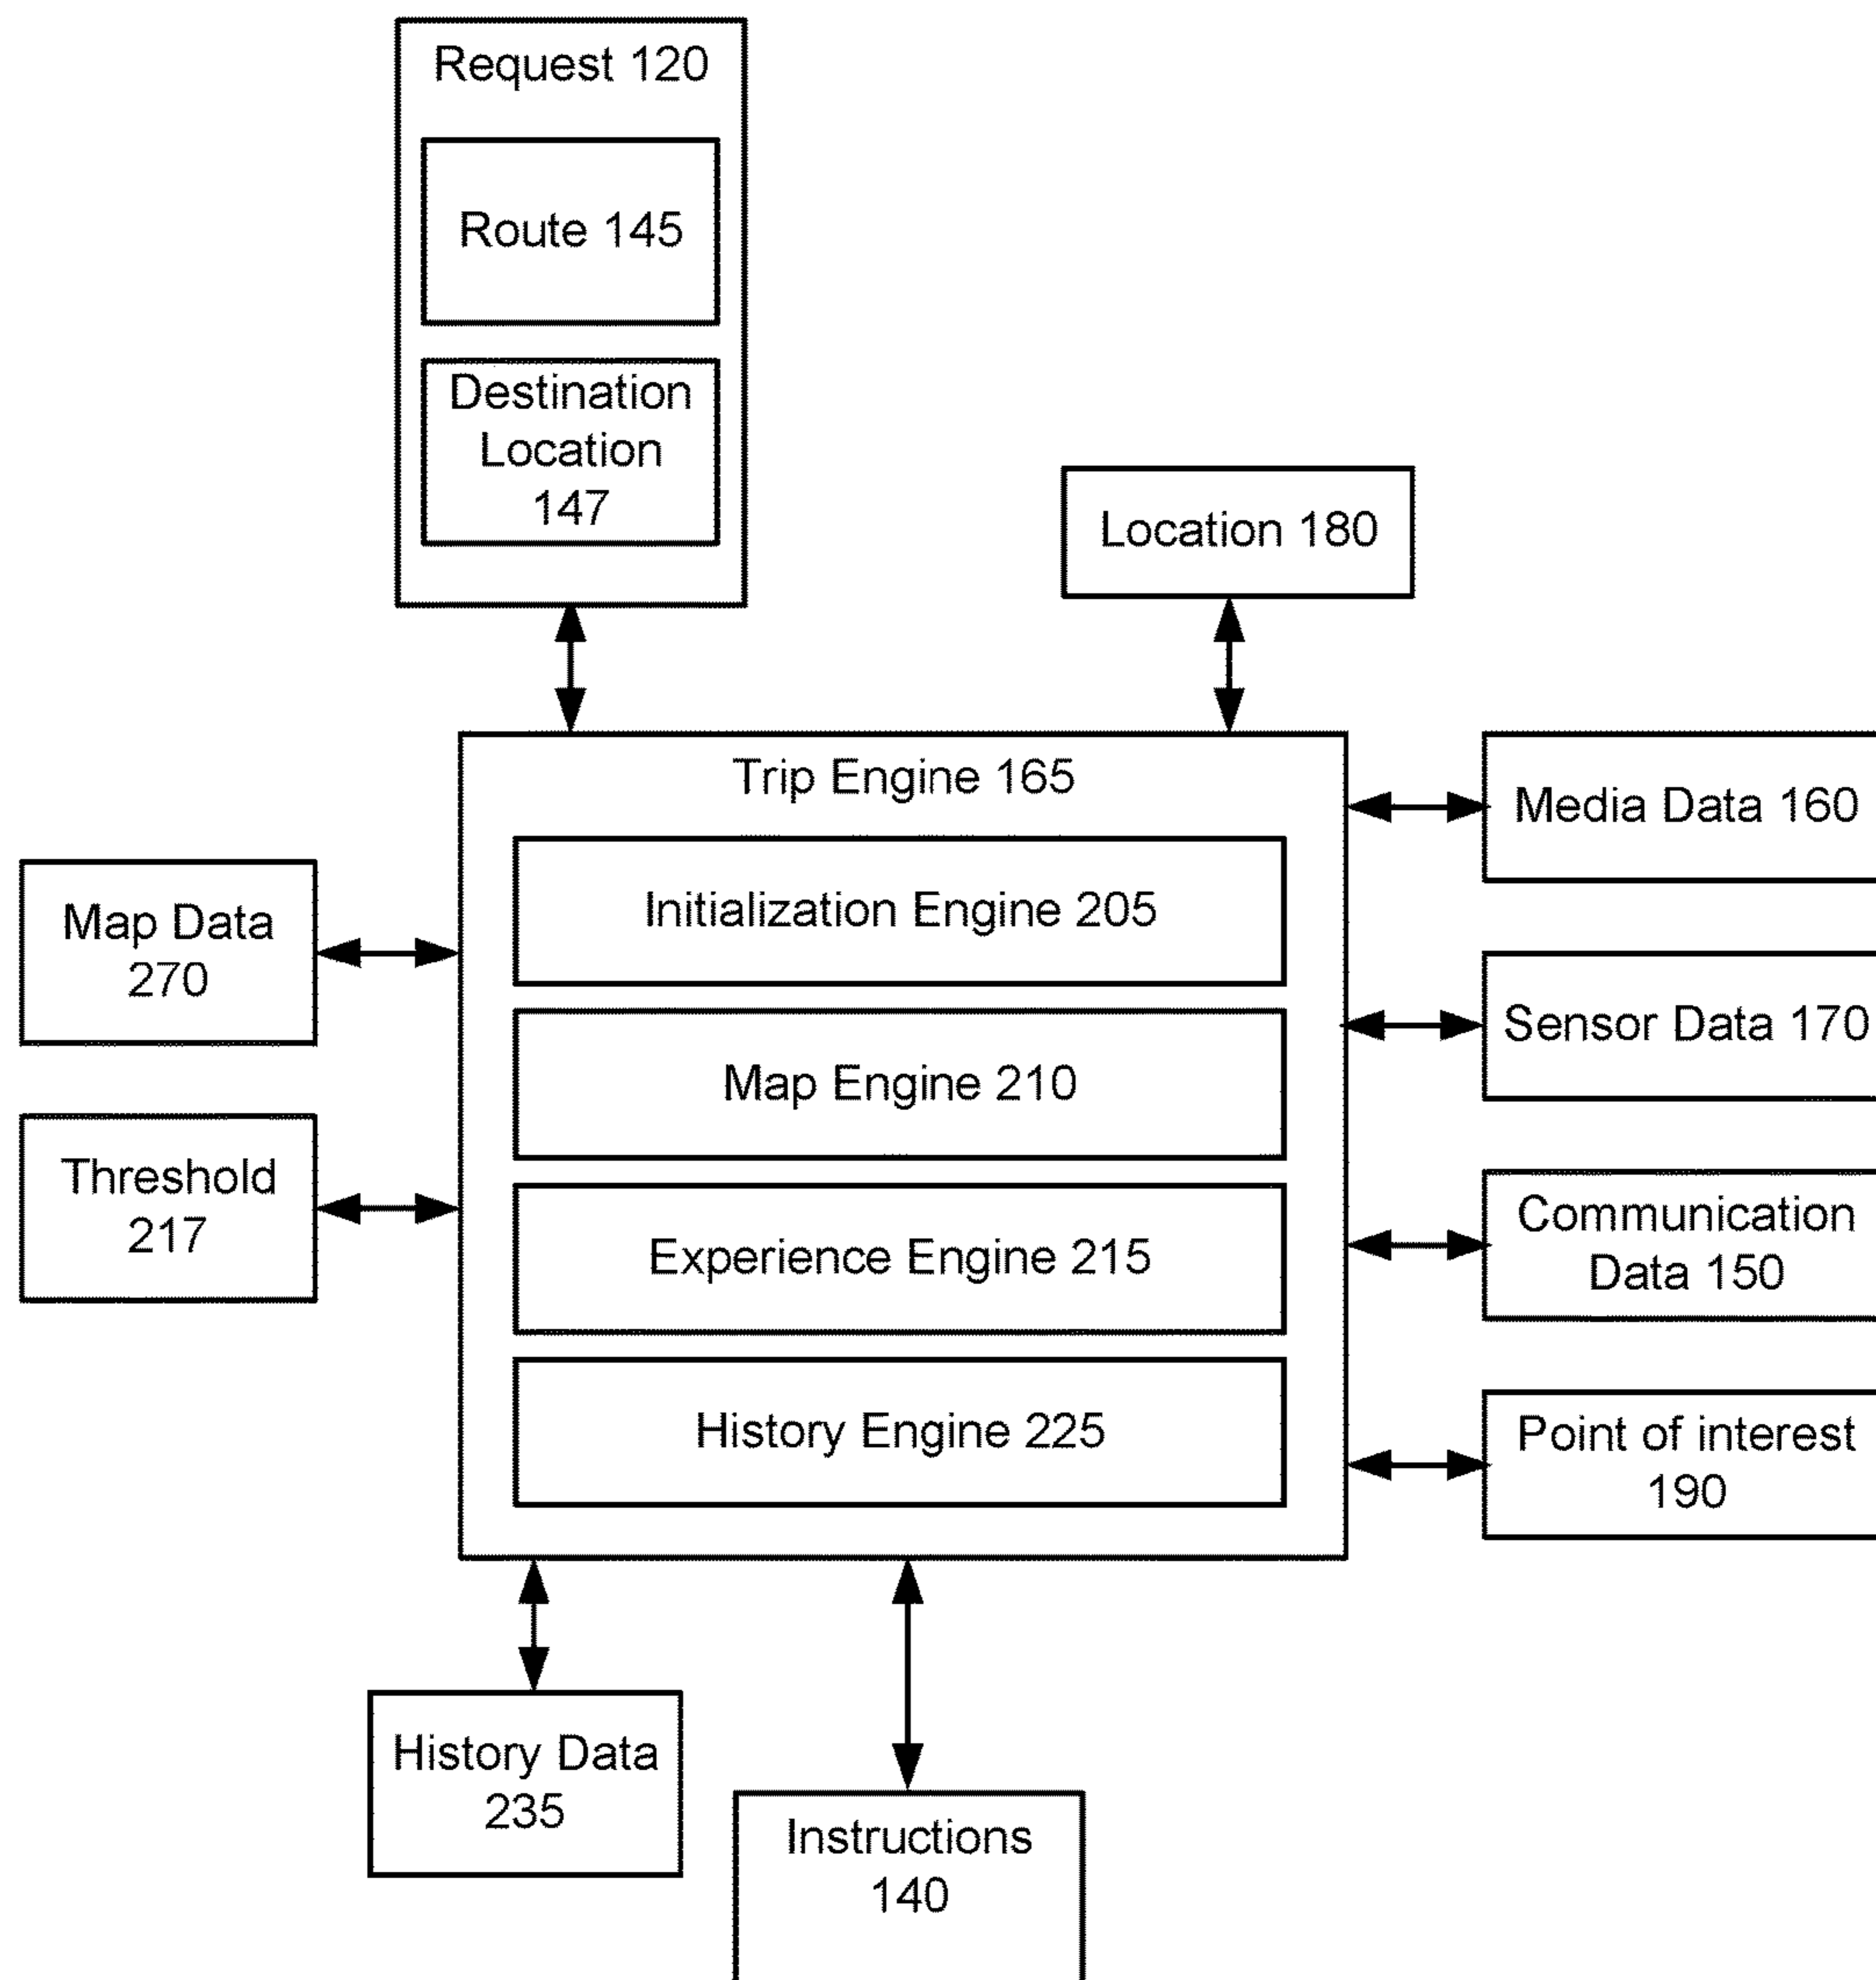 Request 120
Route 145
Destination
Location
147
Location 180
Trip Engine 165
Initialization Engine 205
Map Engine 210
Experience Engine 215
History Engine 225
Map Data
270
Threshold
217
Media Data 160
Sensor Data 170
Communication
Data 150
Point of interest
190
History Data
235
Instructions
140